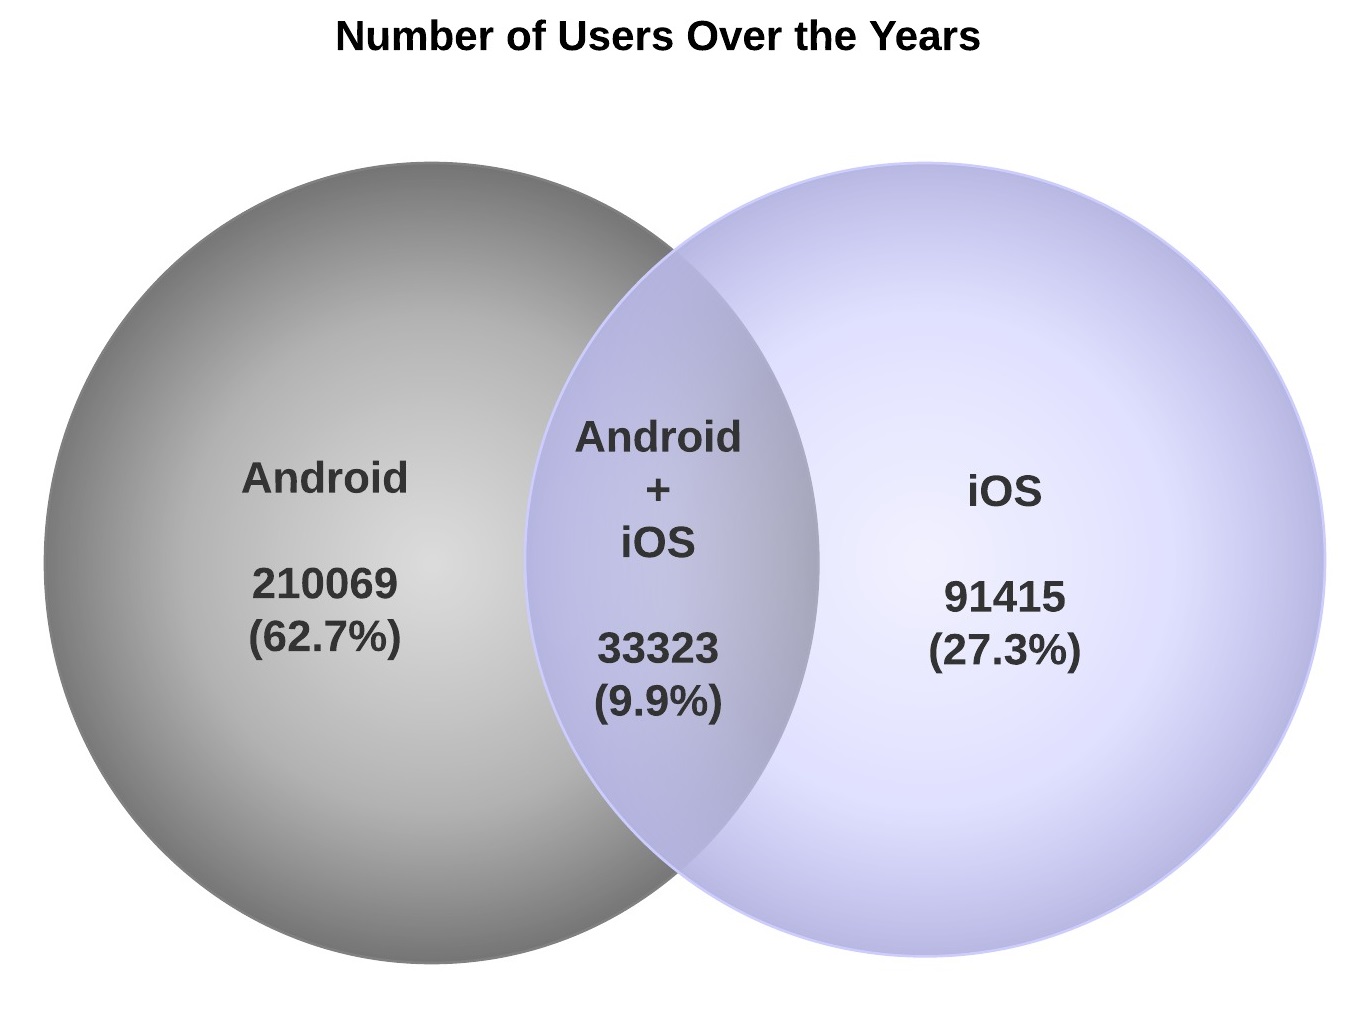 Number of Users Over the Years
Android
210069
(62.7%)
Android
+
iOS
33323
(9.9%)
iOS
91415
(27.3%)